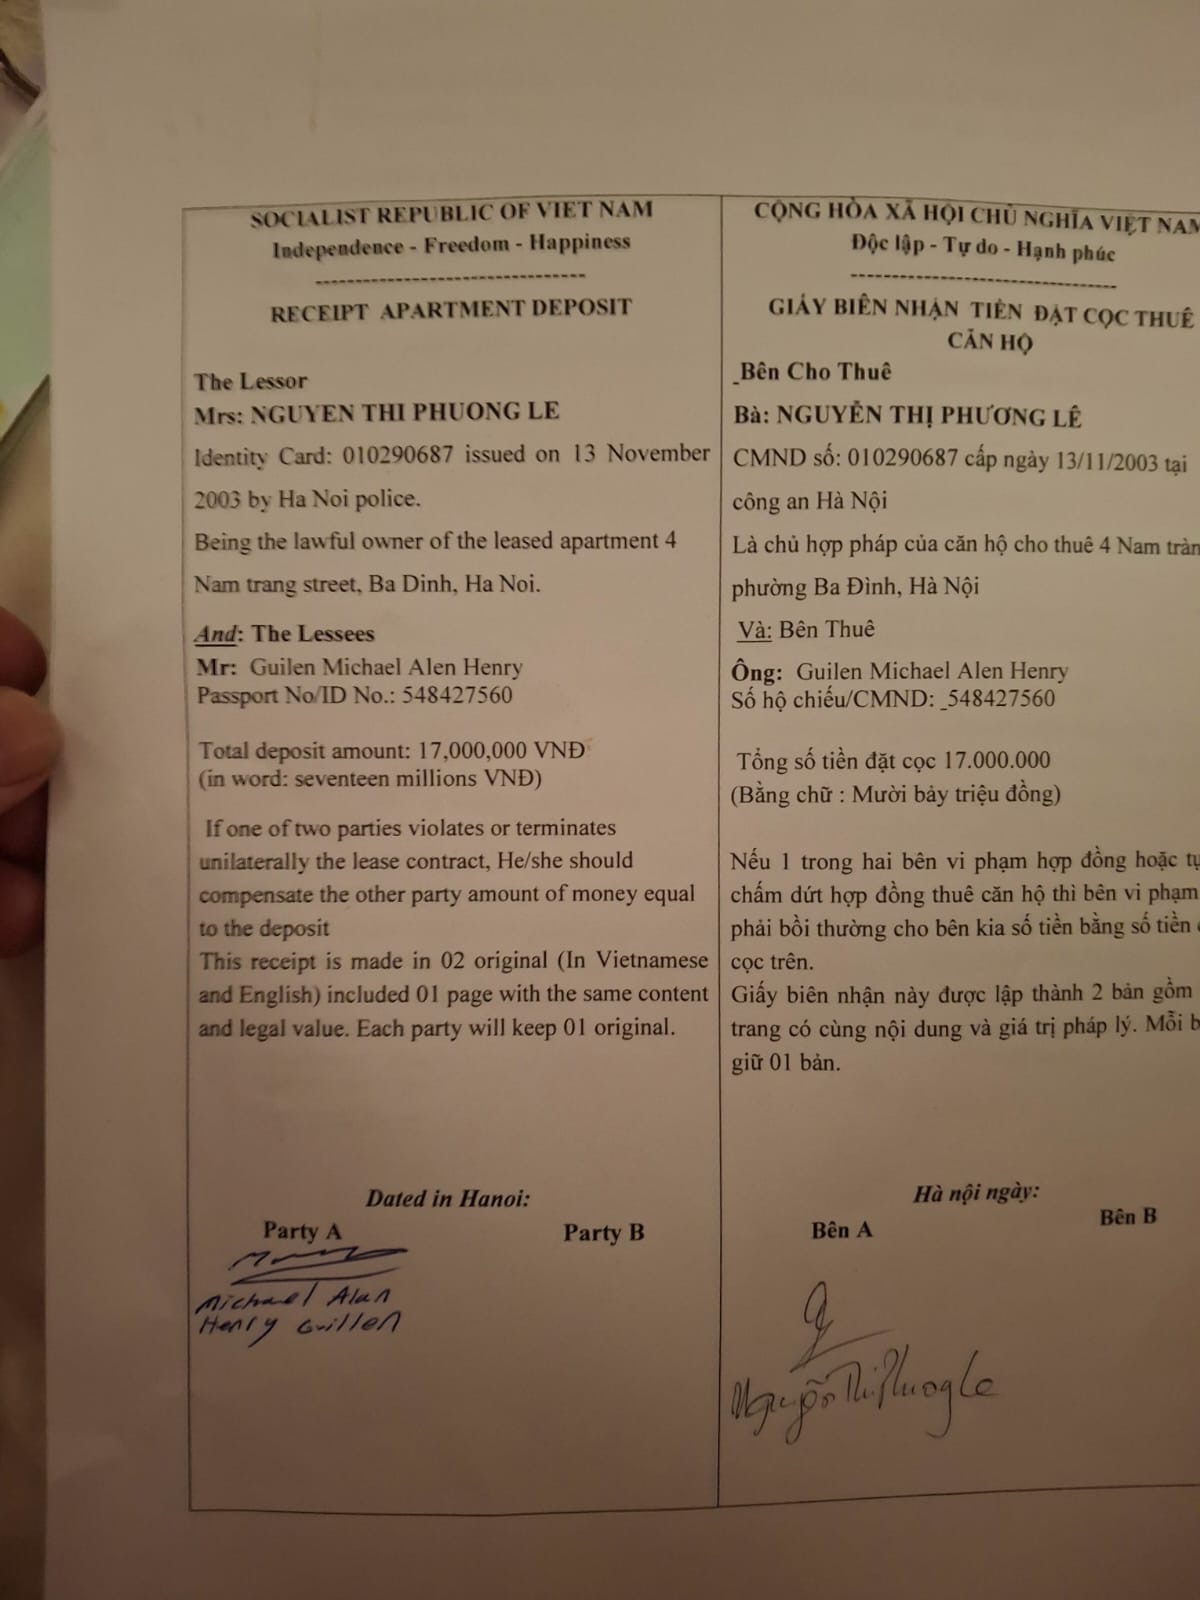 SOCIALIST REPUBLIC OF VIET NAM
Independence - Freedom - Happiness
---------------------------------
RECEIPT APARTMENT DEPOSIT
The Lessor
Mrs: NGUYEN THI PHUONG LE
Identity Card: 010290687 issued on 13 November
2003 by Ha Noi police.
Being the lawful owner of the leased apartment 4
Nam trang street, Ba Dinh, Ha Noi.
And: The Lessees
Mr: Guilen Michael Alen Henry
Passport No/ID No.: 548427560
Total deposit amount: 17,000,000 VNĐ
(in word: seventeen millions VNĐ)
If one of two parties violates or terminates
unilaterally the lease contract, He/she should
compensate the other party amount of money equal
to the deposit
This receipt is made in 02 original (In Vietnamese
and English) included 01 page with the same content
and legal value. Each party will keep 01 original.
Dated in Hanoi:
Party A Party B
Michael Alan
Henry Guillen
CỘNG HÒA XÃ HỘI CHỦ NGHĨA VIỆT NAM
Độc lập - Tự do - Hạnh phúc
---------------------------------
GIẤY BIÊN NHẬN TIỀN ĐẶT CỌC THUÊ
CĂN HỘ
Bên Cho Thuê
Bà: NGUYỄN THỊ PHƯƠNG LÊ
CMND số: 010290687 cấp ngày 13/11/2003 tại
công an Hà Nội
Là chủ hợp pháp của căn hộ cho thuê 4 Nam
phường Ba Đình, Hà Nội
Và: Bên Thuê
Ông: Guilen Michael Alen Henry
Số hộ chiếu/CMND: _548427560
Tổng số tiền đặt cọc 17.000.000
(Bằng chữ : Mười bảy triệu đồng)
Nếu 1 trong hai bên vi phạm hợp đồng hoặc
chấm dứt hợp đồng thuê căn hộ thì bên vi phạm
phải bồi thường cho bên kia số tiền bằng số tiền
cọc trên.
Giấy biên nhận này được lập thành 2 bản gồm
trang có cùng nội dung và giá trị pháp lý. Mỗi
giữ 01 bản.
Hà nội ngày:
Bên A Bên B
Nguyễn Thi Phuog Le